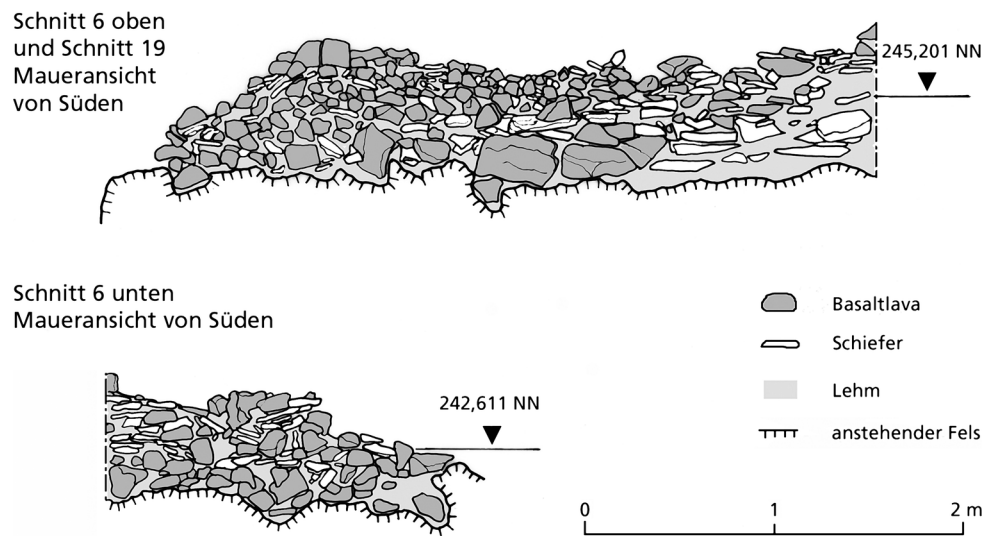 Schnitt 6 oben
und Schnitt 19
Maueransicht
von Süden
245,201 NN
Schnitt 6 unten
Maueransicht von Süden
242,611 NN
Basaltlava
Schiefer
Lehm
anstehender Fels
0 1 2 m